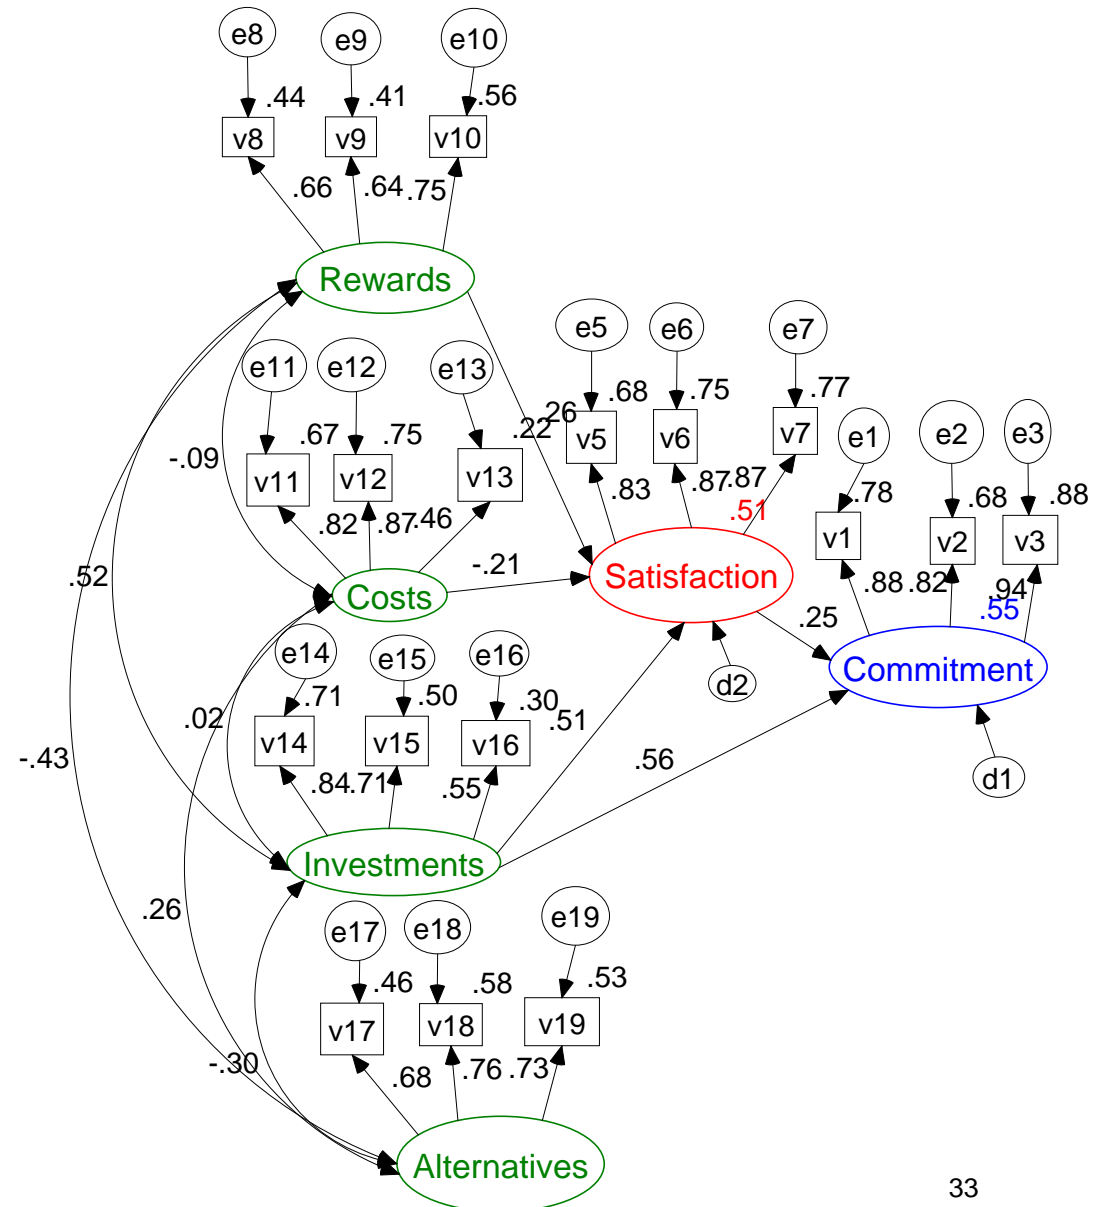 e8 e9 e10
.44 .41 .56
v8 v9 v10
.66 .64 .75
Rewards
e5 e6 e7
e11 e12 e13
.68 .75 .77
.26
.22
v5 v6 v7
e1 e2 e3
.67 .75
-.09
v11 v12 v13
.83 .87 .87
.78 .68 .88
.51
.82 .87 .46
v1 v2 v3
-.21
Satisfaction
.52
Costs
.88 .82 .94
.55
.25
Commitment
e14 e15 e16
d2
.71 .50 .30
.02
.51
v14 v15 v16
-.43
.56
d1
.84 .71 .55
Investments
.26
e17 e18 e19
.46 .58 .53
v17 v18 v19
-.30
.68 .76 .73
Alternatives
33